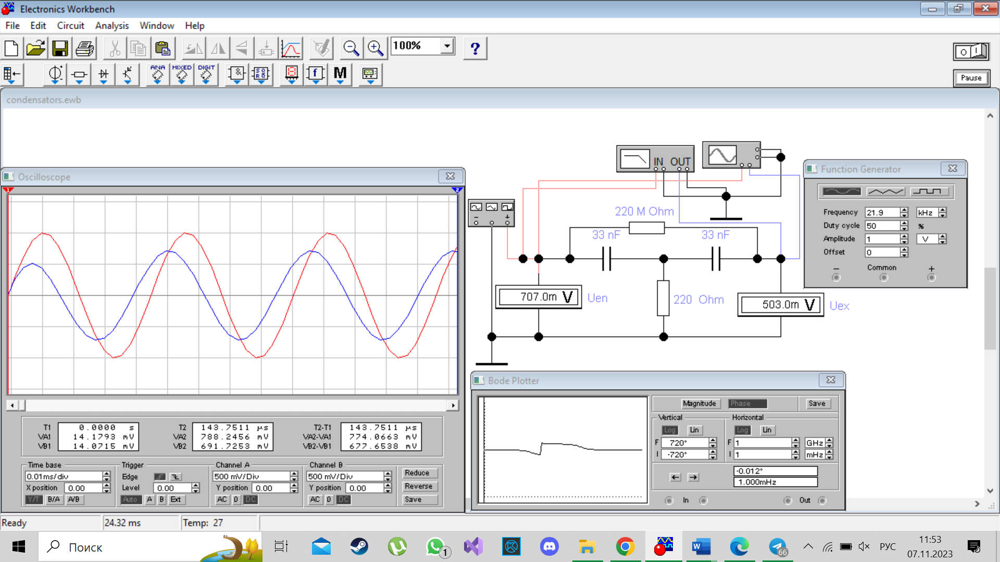 Electronics Workbench
File Edit Circuit Analysis Window Help
100%
?
ANA MIXED DIGIT
f M
Pause
condensators.ewb
Oscilloscope
1 2
T1 0.0000 s
VA1 14.1793 mV
VB1 14.0715 mV
T2 143.7511 µs
VA2 788.2456 mV
VB2 691.7253 mV
T2-T1 143.7511 µs
VA2-VA1 774.0663 mV
VB2-VB1 677.6538 mV
Time base
0.01ms/div
X position 0.00
Y/T B/A A/B
Trigger
Edge
Level 0.00
Auto A B Ext
Channel A
500 mV/Div
Y position 0.00
AC 0 DC
Channel B
500 mV/Div
Y position 0.00
AC 0 DC
Reduce
Reverse
Save
IN OUT
220 M Ohm
33 nF 33 nF
707.0m V Uen
220 Ohm
503.0m V Uex
Function Generator
Frequency 21.9 kHz
Duty cycle 50 %
Amplitude 1 V
Offset 0
− Common +
Bode Plotter
Magnitude Phase Save
Vertical Horizontal
Log Lin Log Lin
F 720° F 1 GHz
I -720° I 1 mHz
← →
-0.012°
1.000mHz
In Out
Ready 24.32 ms Temp: 27
Поиск
1
66
РУС
11:53
07.11.2023